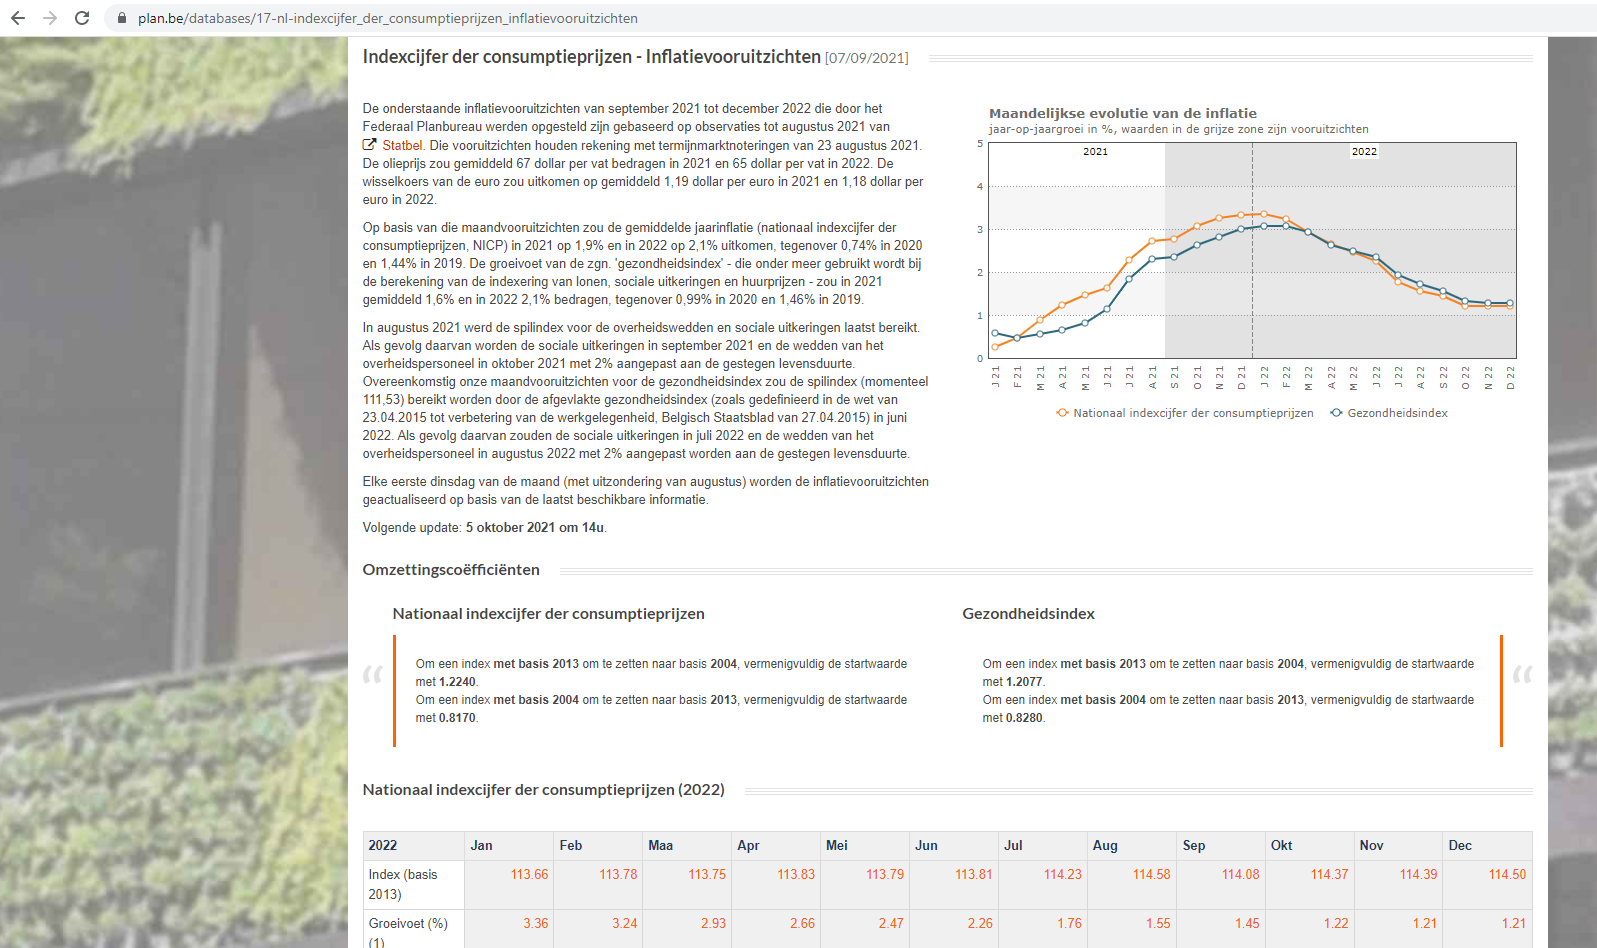 plan.be/databases/17-nl-indexcijfer_der_consumptieprijzen_inflatievooruitzichten
Indexcijfer der consumptieprijzen - Inflatievooruitzichten [07/09/2021]
De onderstaande inflatievooruitzichten van september 2021 tot december 2022 die door het
Federaal Planbureau werden opgesteld zijn gebaseerd op observaties tot augustus 2021 van
Statbel. Die vooruitzichten houden rekening met termijnmarktnoteringen van 23 augustus 2021.
De olieprijs zou gemiddeld 67 dollar per vat bedragen in 2021 en 65 dollar per vat in 2022. De
wisselkoers van de euro zou uitkomen op gemiddeld 1,19 dollar per euro in 2021 en 1,18 dollar per
euro in 2022.
Op basis van die maandvooruitzichten zou de gemiddelde jaarinflatie (nationaal indexcijfer der
consumptieprijzen, NICP) in 2021 op 1,9% en in 2022 op 2,1% uitkomen, tegenover 0,74% in 2020
en 1,44% in 2019. De groeivoet van de zgn. 'gezondheidsindex' - die onder meer gebruikt wordt bij
de berekening van de indexering van lonen, sociale uitkeringen en huurprijzen - zou in 2021
gemiddeld 1,6% en in 2022 2,1% bedragen, tegenover 0,99% in 2020 en 1,46% in 2019.
In augustus 2021 werd de spilindex voor de overheidswedden en sociale uitkeringen laatst bereikt.
Als gevolg daarvan worden de sociale uitkeringen in september 2021 en de wedden van het
overheidspersoneel in oktober 2021 met 2% aangepast aan de gestegen levensduurte.
Overeenkomstig onze maandvooruitzichten voor de gezondheidsindex zou de spilindex (momenteel
111,53) bereikt worden door de afgevlakte gezondheidsindex (zoals gedefinieerd in de wet van
23.04.2015 tot verbetering van de werkgelegenheid, Belgisch Staatsblad van 27.04.2015) in juni
2022. Als gevolg daarvan zouden de sociale uitkeringen in juli 2022 en de wedden van het
overheidspersoneel in augustus 2022 met 2% aangepast worden aan de gestegen levensduurte.
Elke eerste dinsdag van de maand (met uitzondering van augustus) worden de inflatievooruitzichten
geactualiseerd op basis van de laatst beschikbare informatie.
Volgende update: 5 oktober 2021 om 14u.
Maandelijkse evolutie van de inflatie
jaar-op-jaargroei in %, waarden in de grijze zone zijn vooruitzichten
2021 2022
5
4
3
2
1
0
J 21 F 21 M 21 A 21 M 21 J 21 J 21 A 21 S 21 O 21 N 21 D 21 J 22 F 22 M 22 A 22 M 22 J 22 J 22 A 22 S 22 O 22 N 22 D 22
Nationaal indexcijfer der consumptieprijzen Gezondheidsindex
Omzettingscoëfficiënten
Nationaal indexcijfer der consumptieprijzen
“
Om een index met basis 2013 om te zetten naar basis 2004, vermenigvuldig de startwaarde
met 1.2240.
Om een index met basis 2004 om te zetten naar basis 2013, vermenigvuldig de startwaarde
met 0.8170.
Gezondheidsindex
Om een index met basis 2013 om te zetten naar basis 2004, vermenigvuldig de startwaarde
met 1.2077.
Om een index met basis 2004 om te zetten naar basis 2013, vermenigvuldig de startwaarde
met 0.8280.
“
Nationaal indexcijfer der consumptieprijzen (2022)
2022 Jan Feb Maa Apr Mei Jun Jul Aug Sep Okt Nov Dec
Index (basis 113.66 113.78 113.75 113.83 113.79 113.81 114.23 114.58 114.08 114.37 114.39 114.50
2013)
Groeivoet (%) 3.36 3.24 2.93 2.66 2.47 2.26 1.76 1.55 1.45 1.22 1.21 1.21
(1)